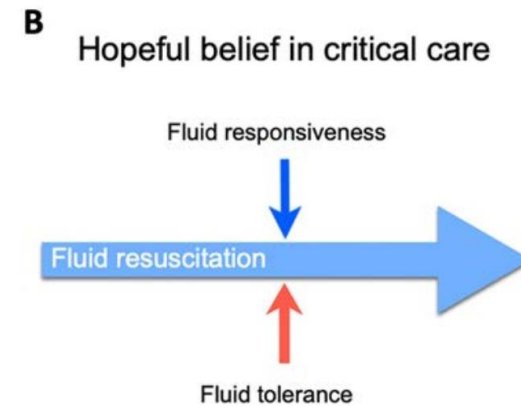 B
Hopeful belief in critical care
Fluid responsiveness
Fluid resuscitation
Fluid tolerance